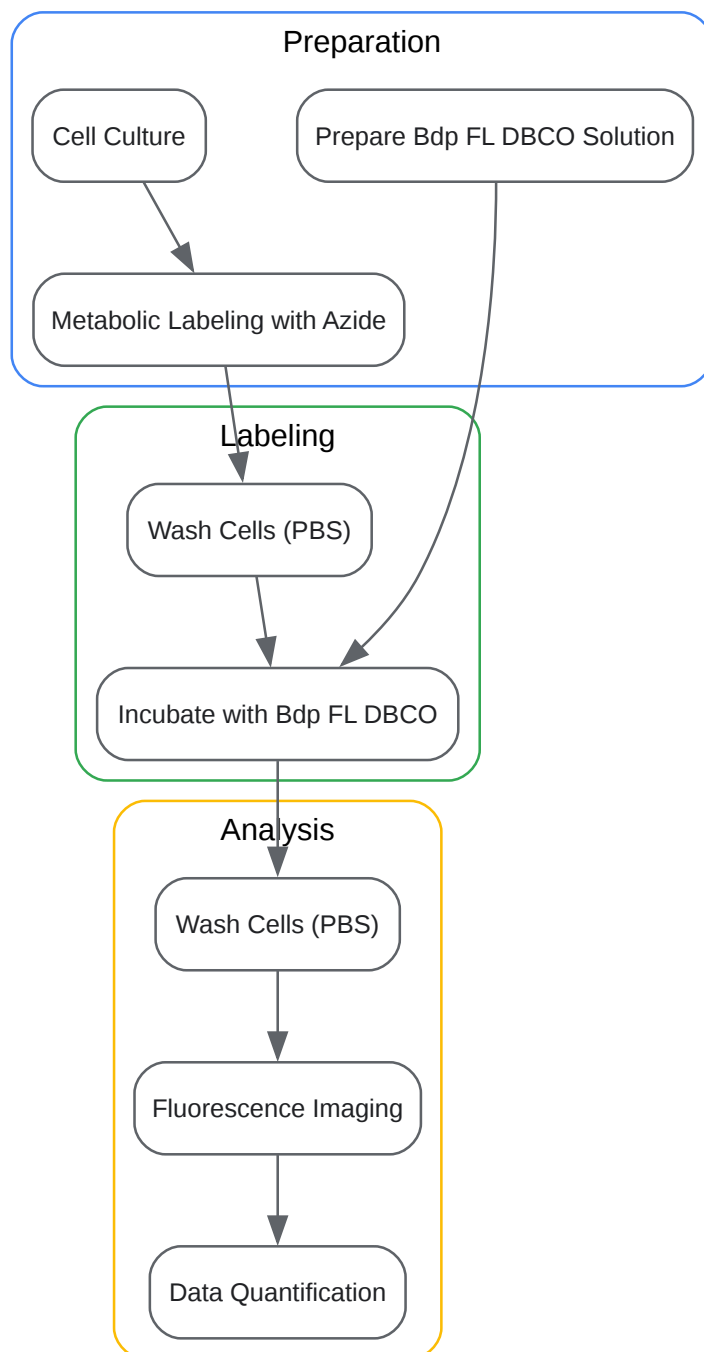 Preparation
Cell Culture
Prepare Bdp FL DBCO Solution
Metabolic Labeling with Azide
Labeling
Wash Cells (PBS)
Incubate with Bdp FL DBCO
Analysis
Wash Cells (PBS)
Fluorescence Imaging
Data Quantification